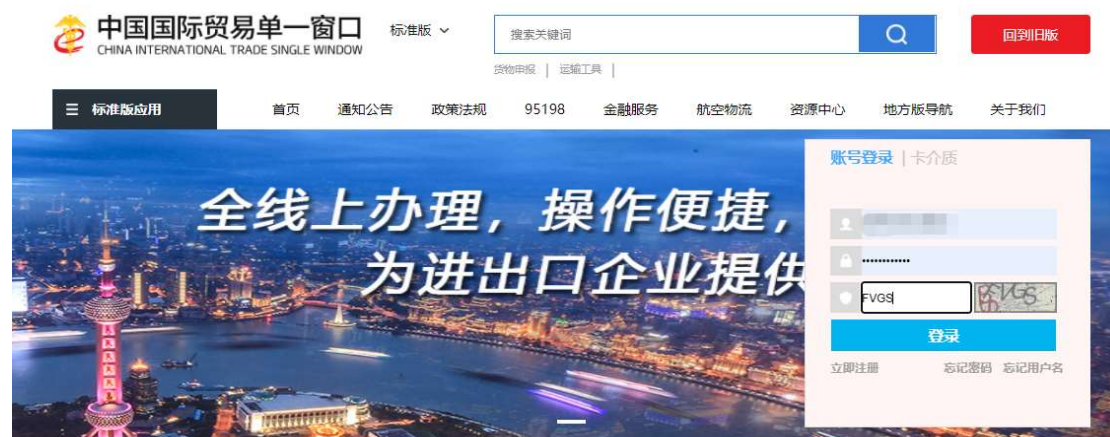 中国国际贸易单一窗口
CHINA INTERNATIONAL TRADE SINGLE WINDOW
标准版
搜索关键词
回到旧版
货物申报 | 运输工具 |
标准版应用 首页 通知公告 政策法规 95198 金融服务 航空物流 资源中心 地方版导航 关于我们
账号登录 | 卡介质
全线上办理，操作便捷，
为进出口企业提供
FVGS
登录
立即注册 忘记密码 忘记用户名